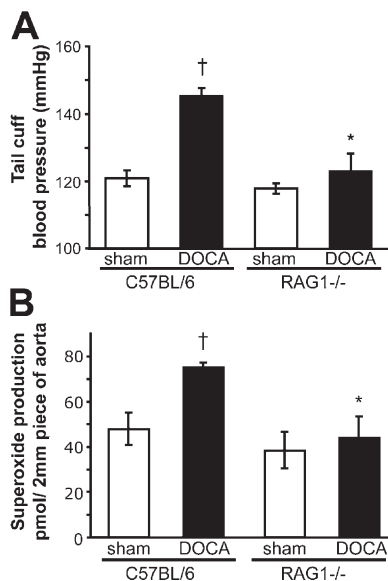 A
Tail cuff
blood pressure (mmHg)
160
140
120
100
†
*
sham DOCA sham DOCA
C57BL/6 RAG1-/-
B
Superoxide production
pmol/ 2mm piece of aorta
80
60
40
20
0
†
*
sham DOCA sham DOCA
C57BL/6 RAG1-/-